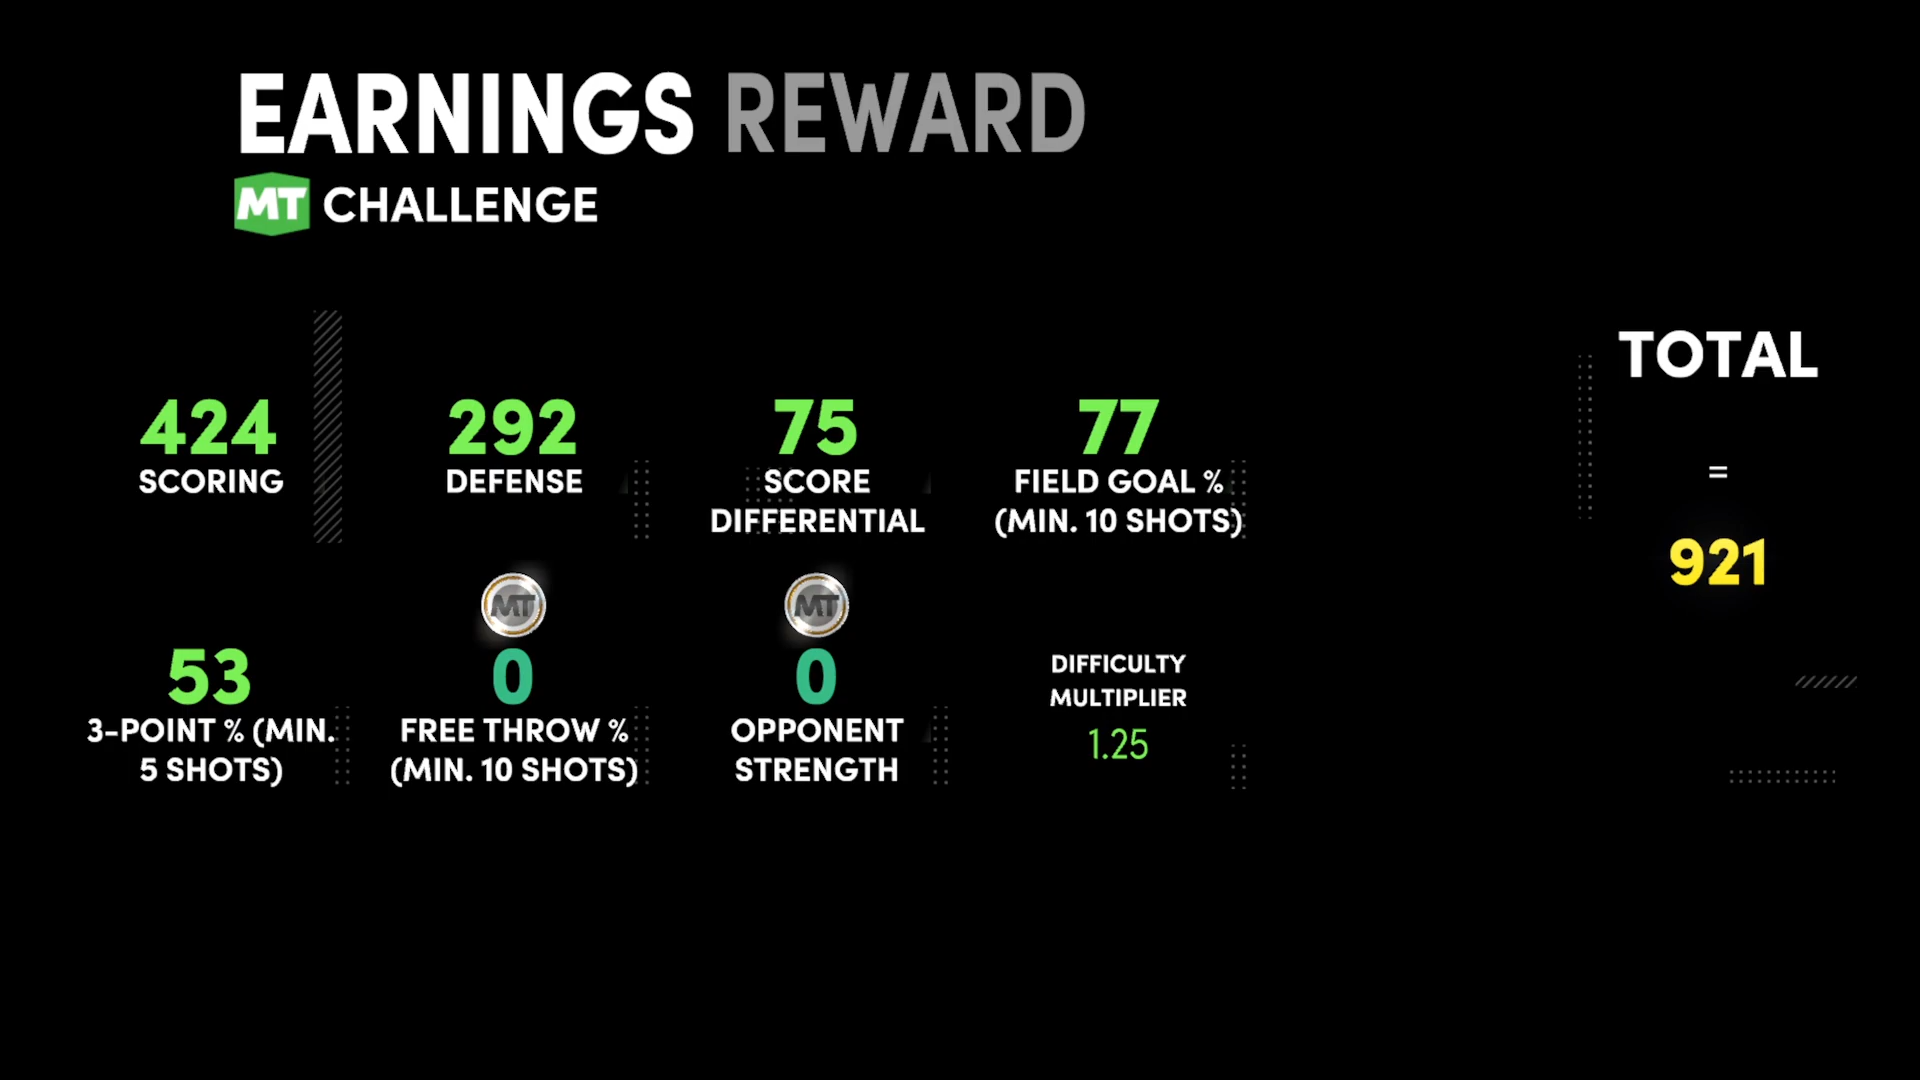 EARNINGS REWARD
MT CHALLENGE
424
SCORING
292
DEFENSE
75
SCORE
DIFFERENTIAL
77
FIELD GOAL %
(MIN. 10 SHOTS)
MT
MT
53
3-POINT % (MIN.
5 SHOTS)
0
FREE THROW %
(MIN. 10 SHOTS)
0
OPPONENT
STRENGTH
DIFFICULTY
MULTIPLIER
1.25
TOTAL
=
921